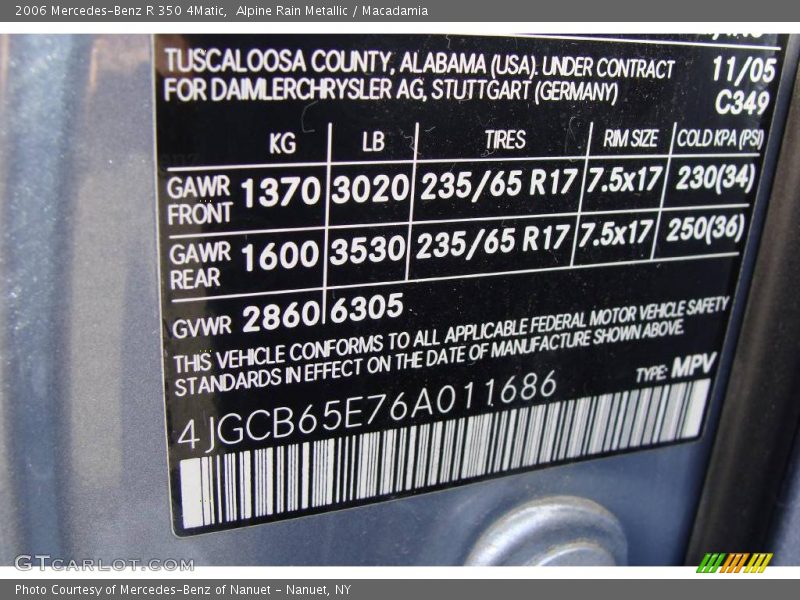 2006 Mercedes-Benz R 350 4Matic,  Alpine Rain Metallic / Macadamia
TUSCALOOSA COUNTY, ALABAMA (USA). UNDER CONTRACT 11/05
FOR DAIMLERCHRYSLER AG, STUTTGART (GERMANY) C349
KG LB TIRES RIM SIZE COLD KPA (PSI)
GAWR FRONT 1370 3020 235/65 R17 7.5x17 230(34)
GAWR REAR 1600 3530 235/65 R17 7.5x17 250(36)
GVWR 2860 6305
THIS VEHICLE CONFORMS TO ALL APPLICABLE FEDERAL MOTOR VEHICLE SAFETY
STANDARDS IN EFFECT ON THE DATE OF MANUFACTURE SHOWN ABOVE.
TYPE: MPV
4JGCB65E76A011686
GTCARLOT.COM
Photo Courtesy of Mercedes-Benz of Nanuet - Nanuet, NY